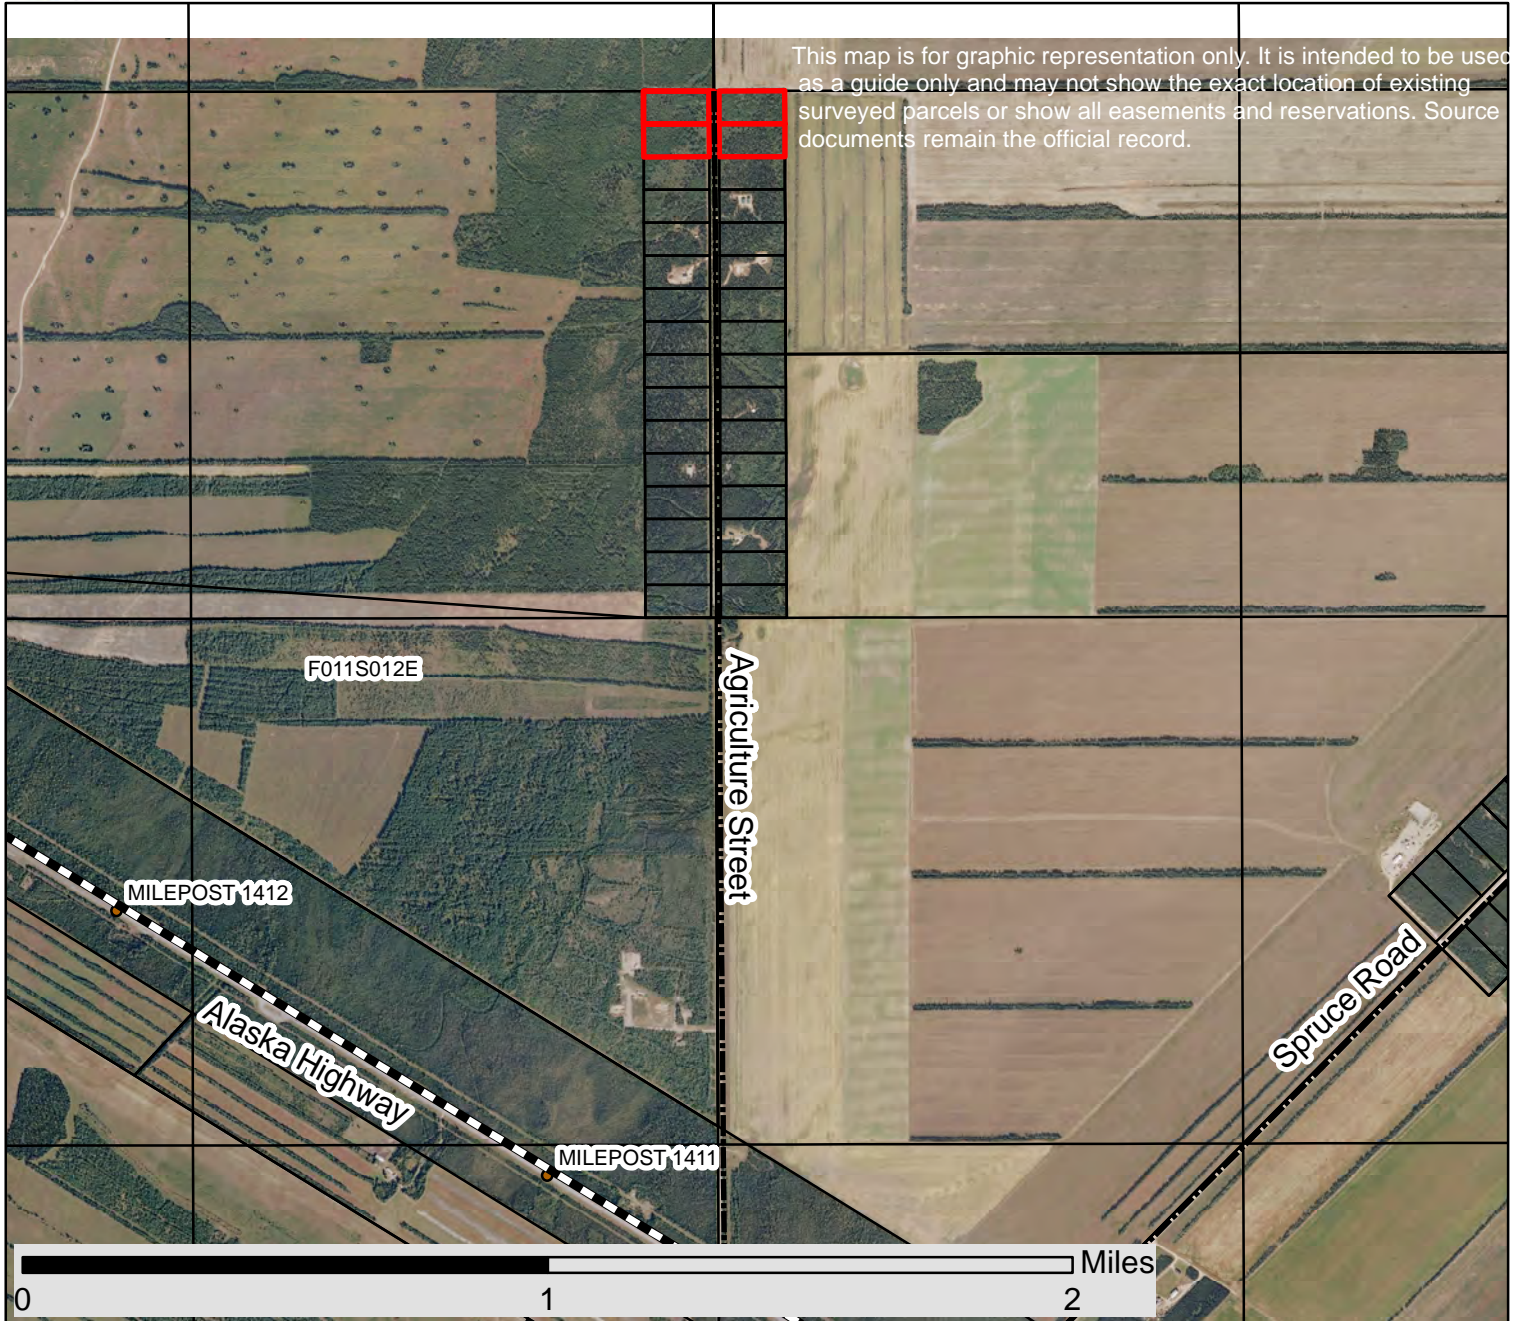 This map is for graphic representation only. It is intended to be used
as a guide only and may not show the exact location of existing
surveyed parcels or show all easements and reservations. Source
documents remain the official record.
F011S012E
Agriculture Street
MILEPOST 1412
Alaska Highway
Spruce Road
MILEPOST 1411
Miles
0 1 2